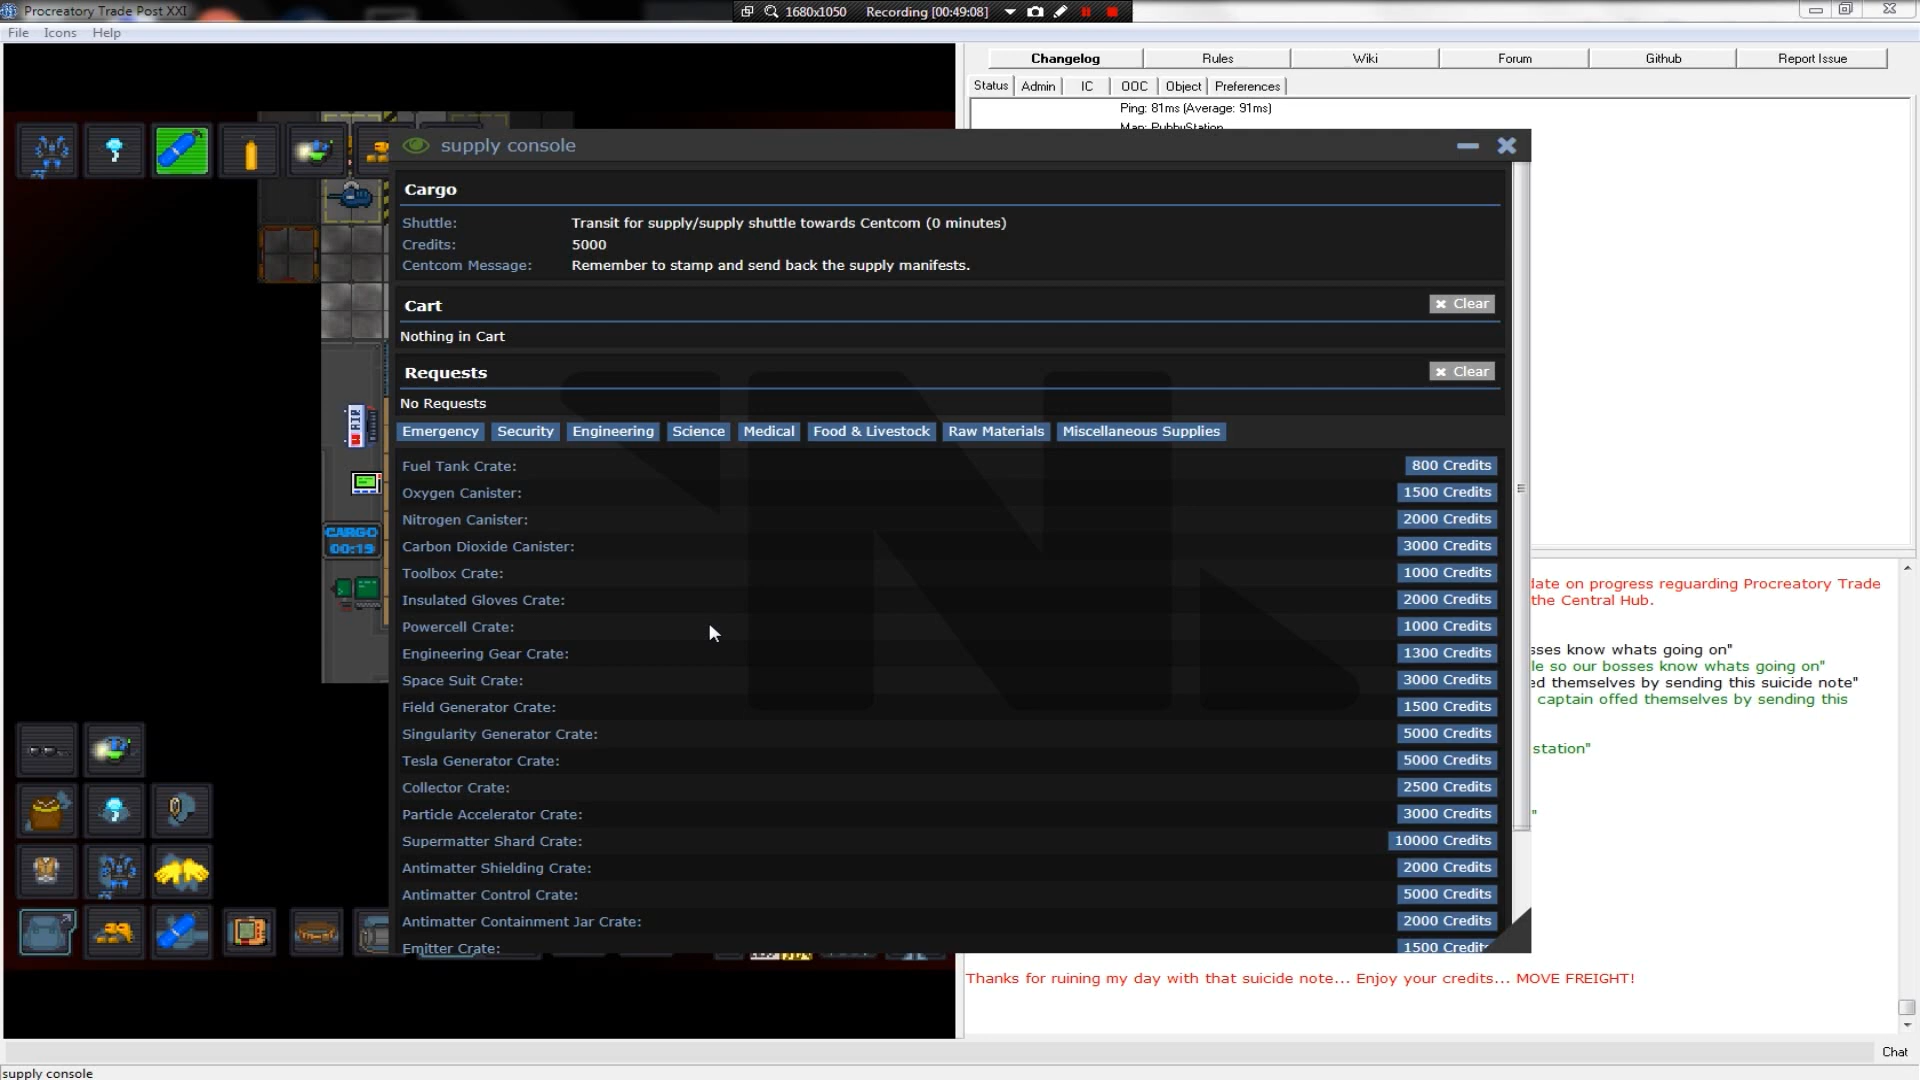 Procreatory Trade Post XXI
1680x1050 Recording [00:49:08]
File Icons Help
Changelog Rules Wiki Forum Github Report Issue
Status Admin IC OOC Object Preferences
Ping: 81ms (Average: 91ms)
Map: PubbyStation
supply console
Cargo
Shuttle: Transit for supply/supply shuttle towards Centcom (0 minutes)
Credits: 5000
Centcom Message: Remember to stamp and send back the supply manifests.
Cart Clear
Nothing in Cart
Requests Clear
No Requests
Emergency Security Engineering Science Medical Food & Livestock Raw Materials Miscellaneous Supplies
Fuel Tank Crate: 800 Credits
Oxygen Canister: 1500 Credits
Nitrogen Canister: 2000 Credits
Carbon Dioxide Canister: 3000 Credits
Toolbox Crate: 1000 Credits
Insulated Gloves Crate: 2000 Credits
Powercell Crate: 1000 Credits
Engineering Gear Crate: 1300 Credits
Space Suit Crate: 3000 Credits
Field Generator Crate: 1500 Credits
Singularity Generator Crate: 5000 Credits
Tesla Generator Crate: 5000 Credits
Collector Crate: 2500 Credits
Particle Accelerator Crate: 3000 Credits
Supermatter Shard Crate: 10000 Credits
Antimatter Shielding Crate: 2000 Credits
Antimatter Control Crate: 5000 Credits
Antimatter Containment Jar Crate: 2000 Credits
Emitter Crate: 1500 Credits
AIR
CARGO
00:19
date on progress reguarding Procreatory Trade
the Central Hub.
sses know whats going on"
le so our bosses know whats going on"
ed themselves by sending this suicide note"
captain offed themselves by sending this
station"
"
Thanks for ruining my day with that suicide note... Enjoy your credits... MOVE FREIGHT!
Chat
supply console